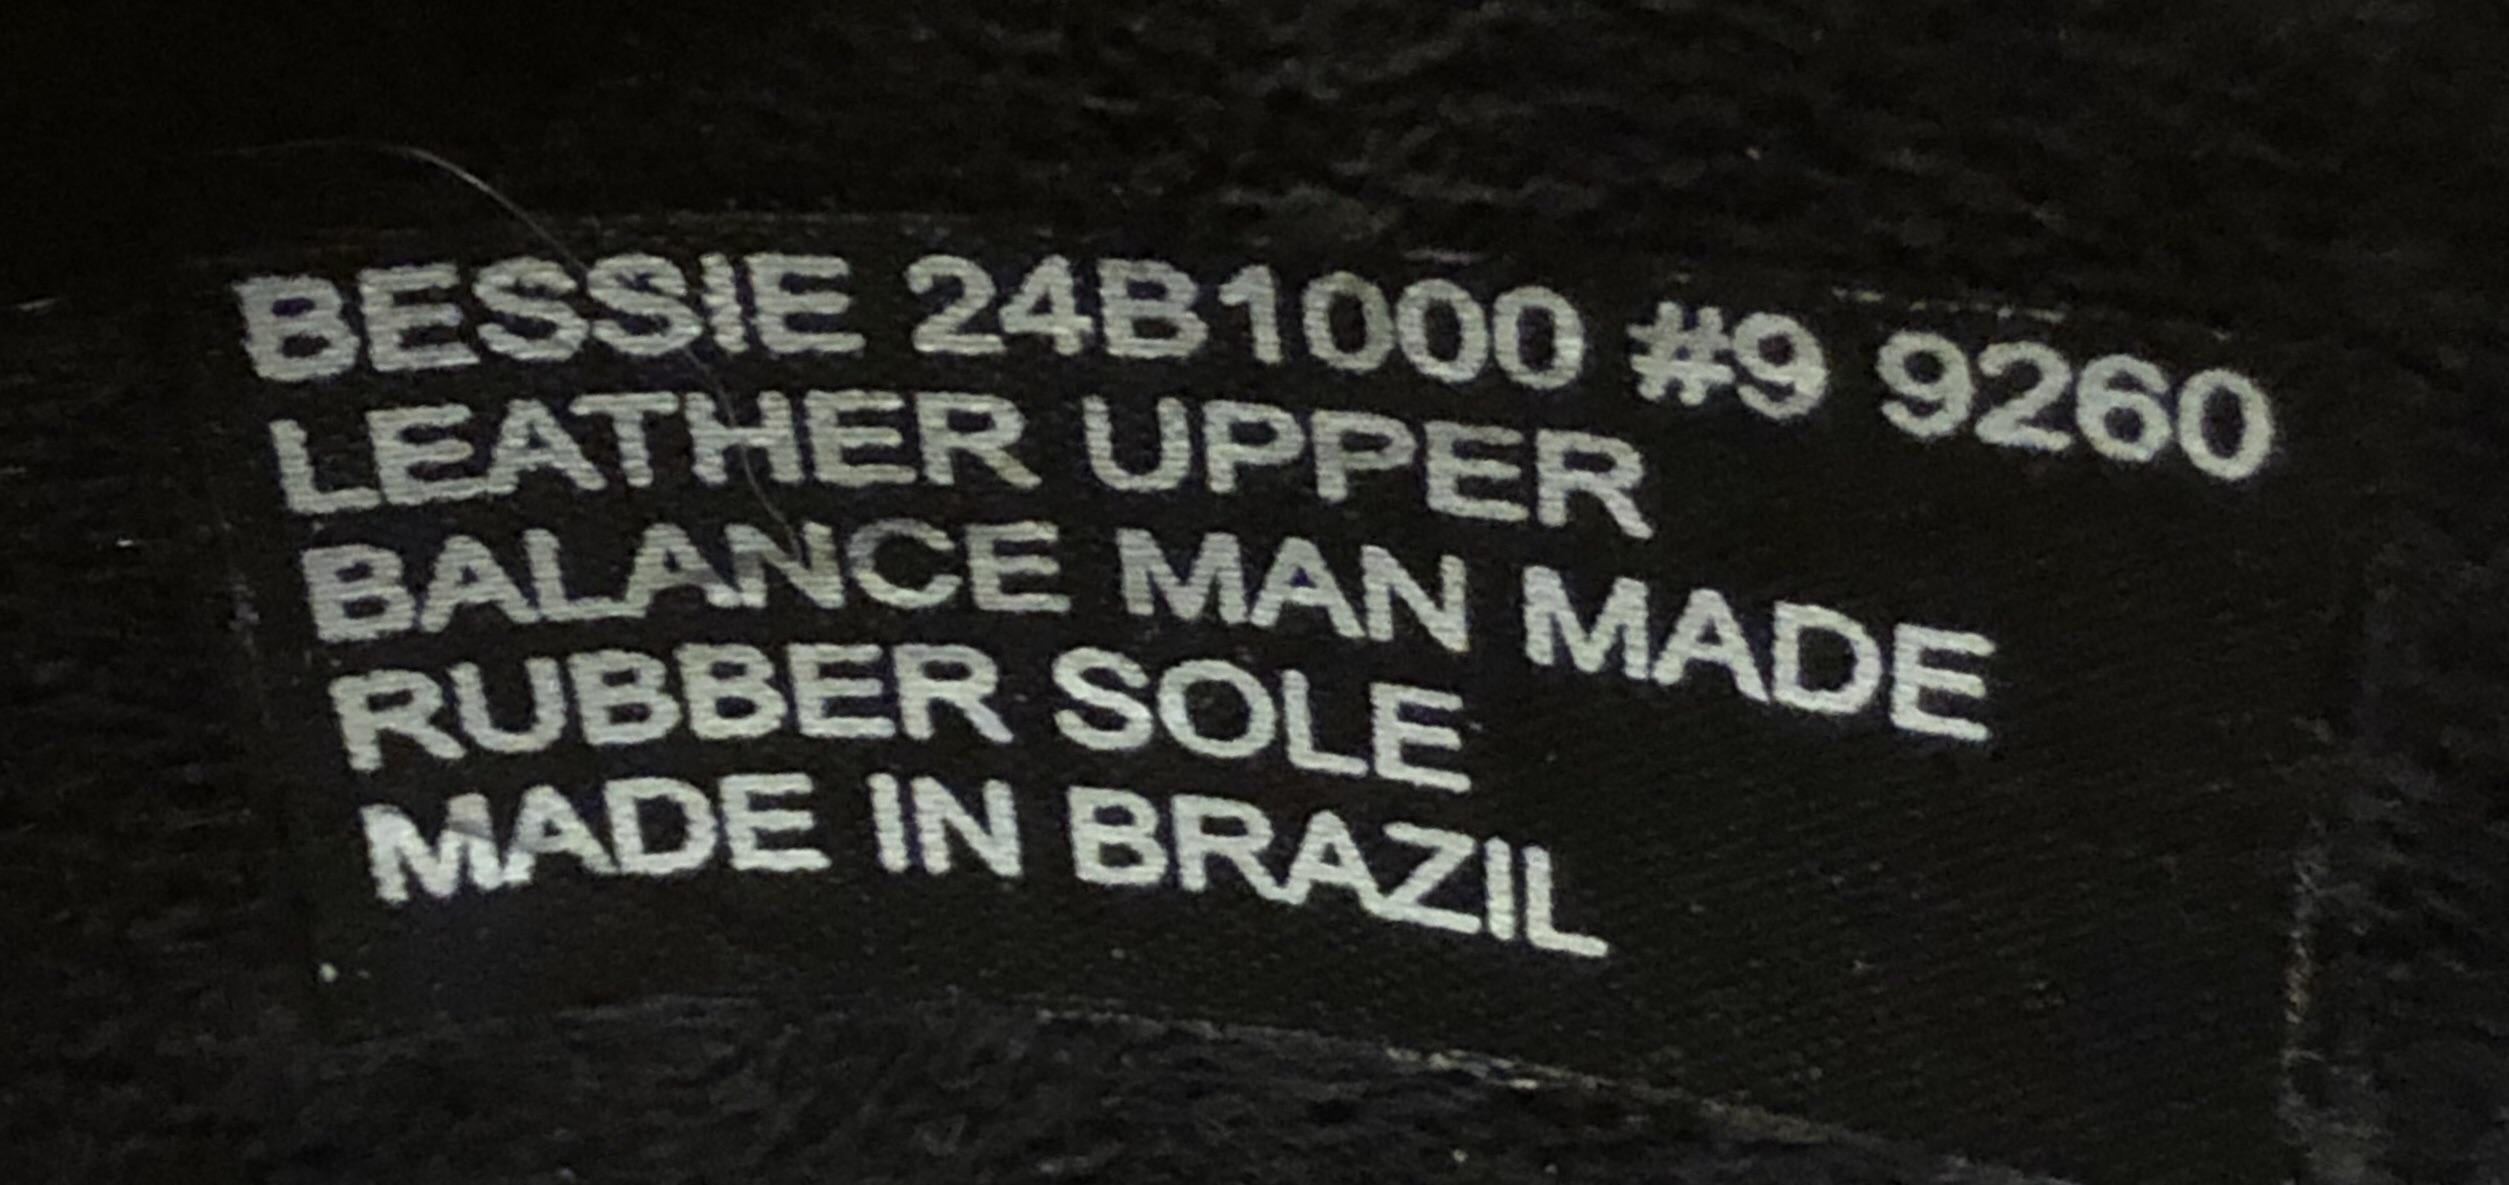 BESSIE 24B1000 #9 9260
LEATHER UPPER
BALANCE MAN MADE
RUBBER SOLE
MADE IN BRAZIL